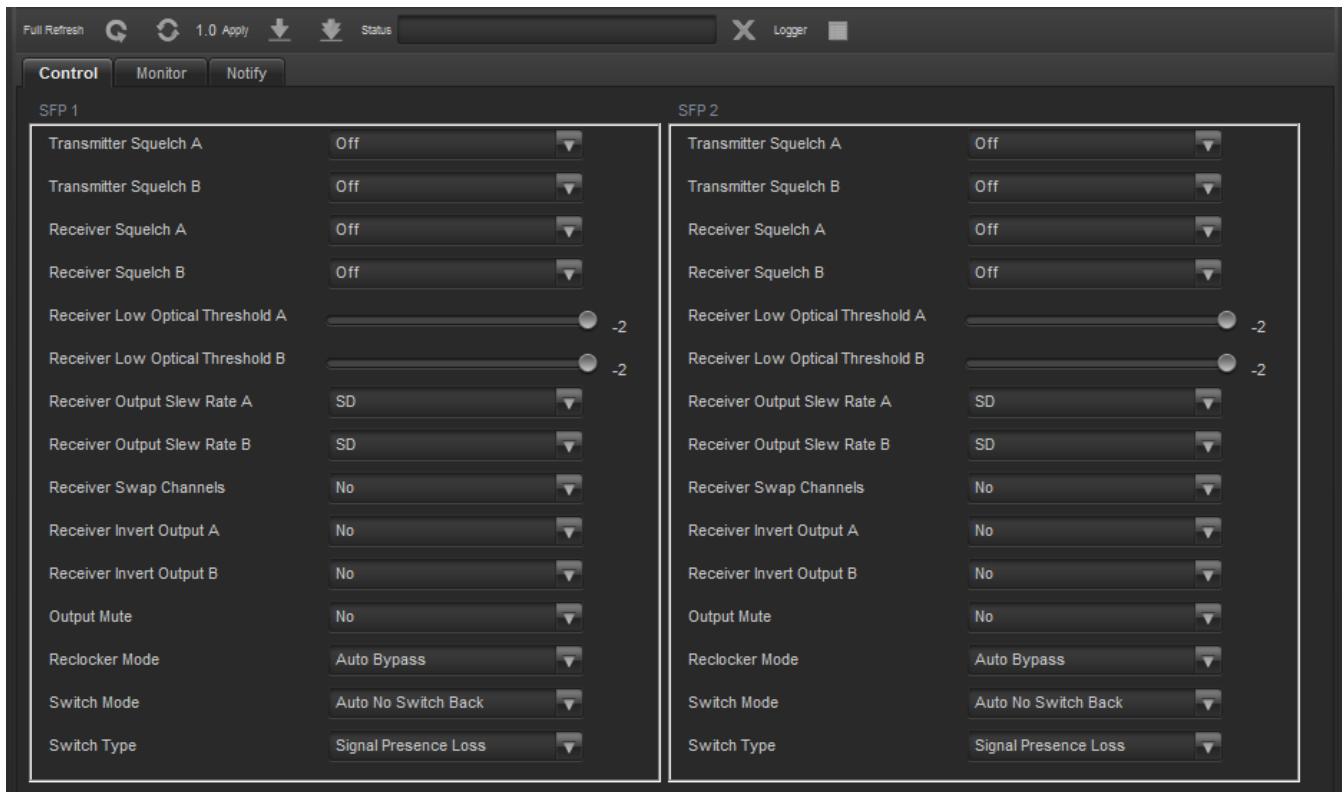 Full Refresh 1.0 Apply Status Logger
Control Monitor Notify
SFP 1
Transmitter Squelch A Off
Transmitter Squelch B Off
Receiver Squelch A Off
Receiver Squelch B Off
Receiver Low Optical Threshold A -2
Receiver Low Optical Threshold B -2
Receiver Output Slew Rate A SD
Receiver Output Slew Rate B SD
Receiver Swap Channels No
Receiver Invert Output A No
Receiver Invert Output B No
Output Mute No
Reclocker Mode Auto Bypass
Switch Mode Auto No Switch Back
Switch Type Signal Presence Loss
SFP 2
Transmitter Squelch A Off
Transmitter Squelch B Off
Receiver Squelch A Off
Receiver Squelch B Off
Receiver Low Optical Threshold A -2
Receiver Low Optical Threshold B -2
Receiver Output Slew Rate A SD
Receiver Output Slew Rate B SD
Receiver Swap Channels No
Receiver Invert Output A No
Receiver Invert Output B No
Output Mute No
Reclocker Mode Auto Bypass
Switch Mode Auto No Switch Back
Switch Type Signal Presence Loss